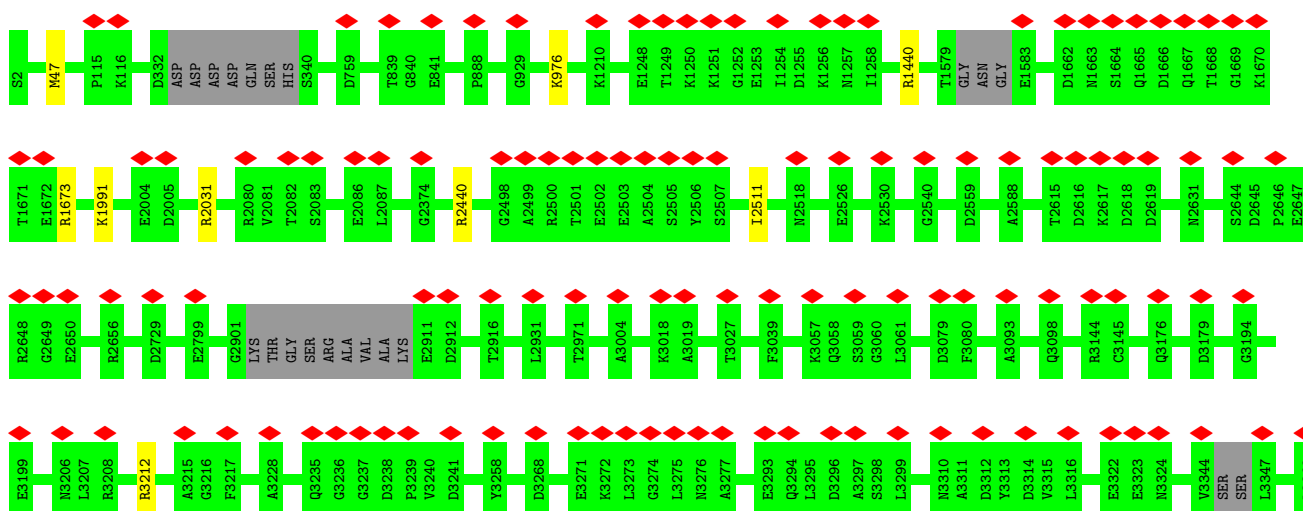 S2 M47 P115 K116 D332 ASP ASP ASP ASP GLN SER HIS S340 D759 T839 G840 E841 P888 G929 K976 K1210 E1248 T1249 K1250 K1251 G1252 E1253 I1254 D1255 K1256 N1257 I1258 R1440 T1579 GLY ASN GLY E1583 D1662 N1663 S1664 Q1665 D1666 Q1667 T1668 G1669 K1670
T1671 E1672 R1673 K1991 E2004 D2005 R2031 R2080 V2081 T2082 S2083 E2086 L2087 G2374 R2440 G2498 A2499 R2500 T2501 E2502 E2503 A2504 S2505 Y2506 S2507 I2511 N2518 E2526 K2530 G2540 D2559 A2588 T2615 D2616 K2617 D2618 D2619 N2631 S2644 D2645 P2646 E2647
R2648 G2649 E2650 R2656 D2729 E2799 G2901 LYS THR GLY SER ARG ALA VAL ALA LYS E2911 D2912 T2916 L2931 T2971 A3004 K3018 A3019 T3027 F3039 K3057 Q3058 S3059 G3060 L3061 D3079 F3080 A3093 Q3098 R3144 C3145 Q3176 D3179 G3194
E3199 N3206 L3207 R3208 R3212 A3215 G3216 F3217 A3228 Q3235 G3236 G3237 D3238 P3239 V3240 D3241 Y3258 D3268 E3271 K3272 L3273 G3274 L3275 N3276 A3277 E3293 Q3294 L3295 D3296 A3297 S3298 L3299 N3310 A3311 D3312 Y3313 D3314 V3315 L3316 E3322 E3323 N3324 V3344 SER SER L3347